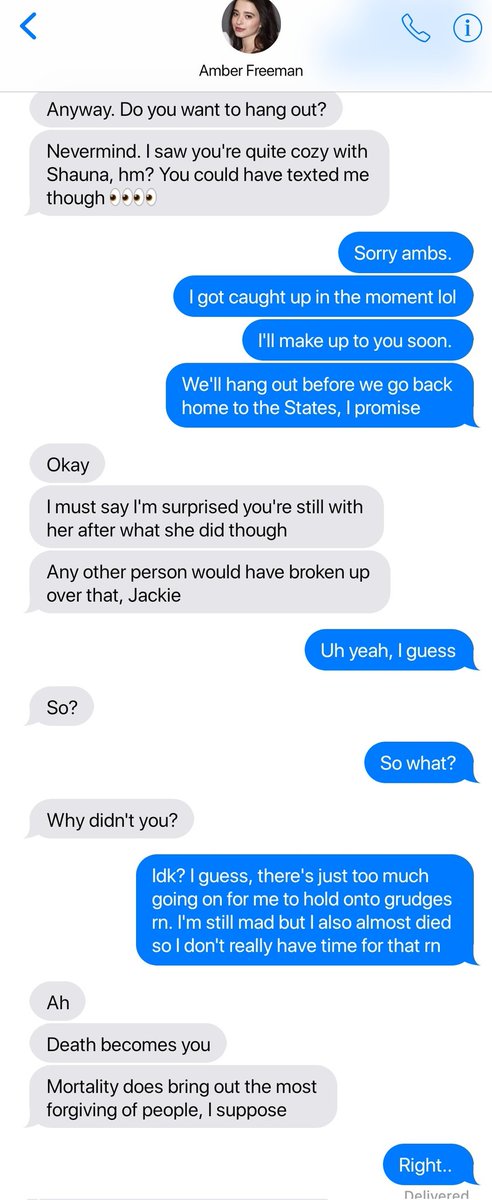 Amber Freeman
Anyway. Do you want to hang out?
Nevermind. I saw you're quite cozy with
Shauna, hm? You could have texted me
though 👀👀
Sorry ambs.
I got caught up in the moment lol
I'll make up to you soon.
We'll hang out before we go back
home to the States, I promise
Okay
I must say I'm surprised you're still with
her after what she did though
Any other person would have broken up
over that, Jackie
Uh yeah, I guess
So?
So what?
Why didn't you?
Idk? I guess, there's just too much
going on for me to hold onto grudges
rn. I'm still mad but I also almost died
so I don't really have time for that rn
Ah
Death becomes you
Mortality does bring out the most
forgiving of people, I suppose
Right..
Delivered